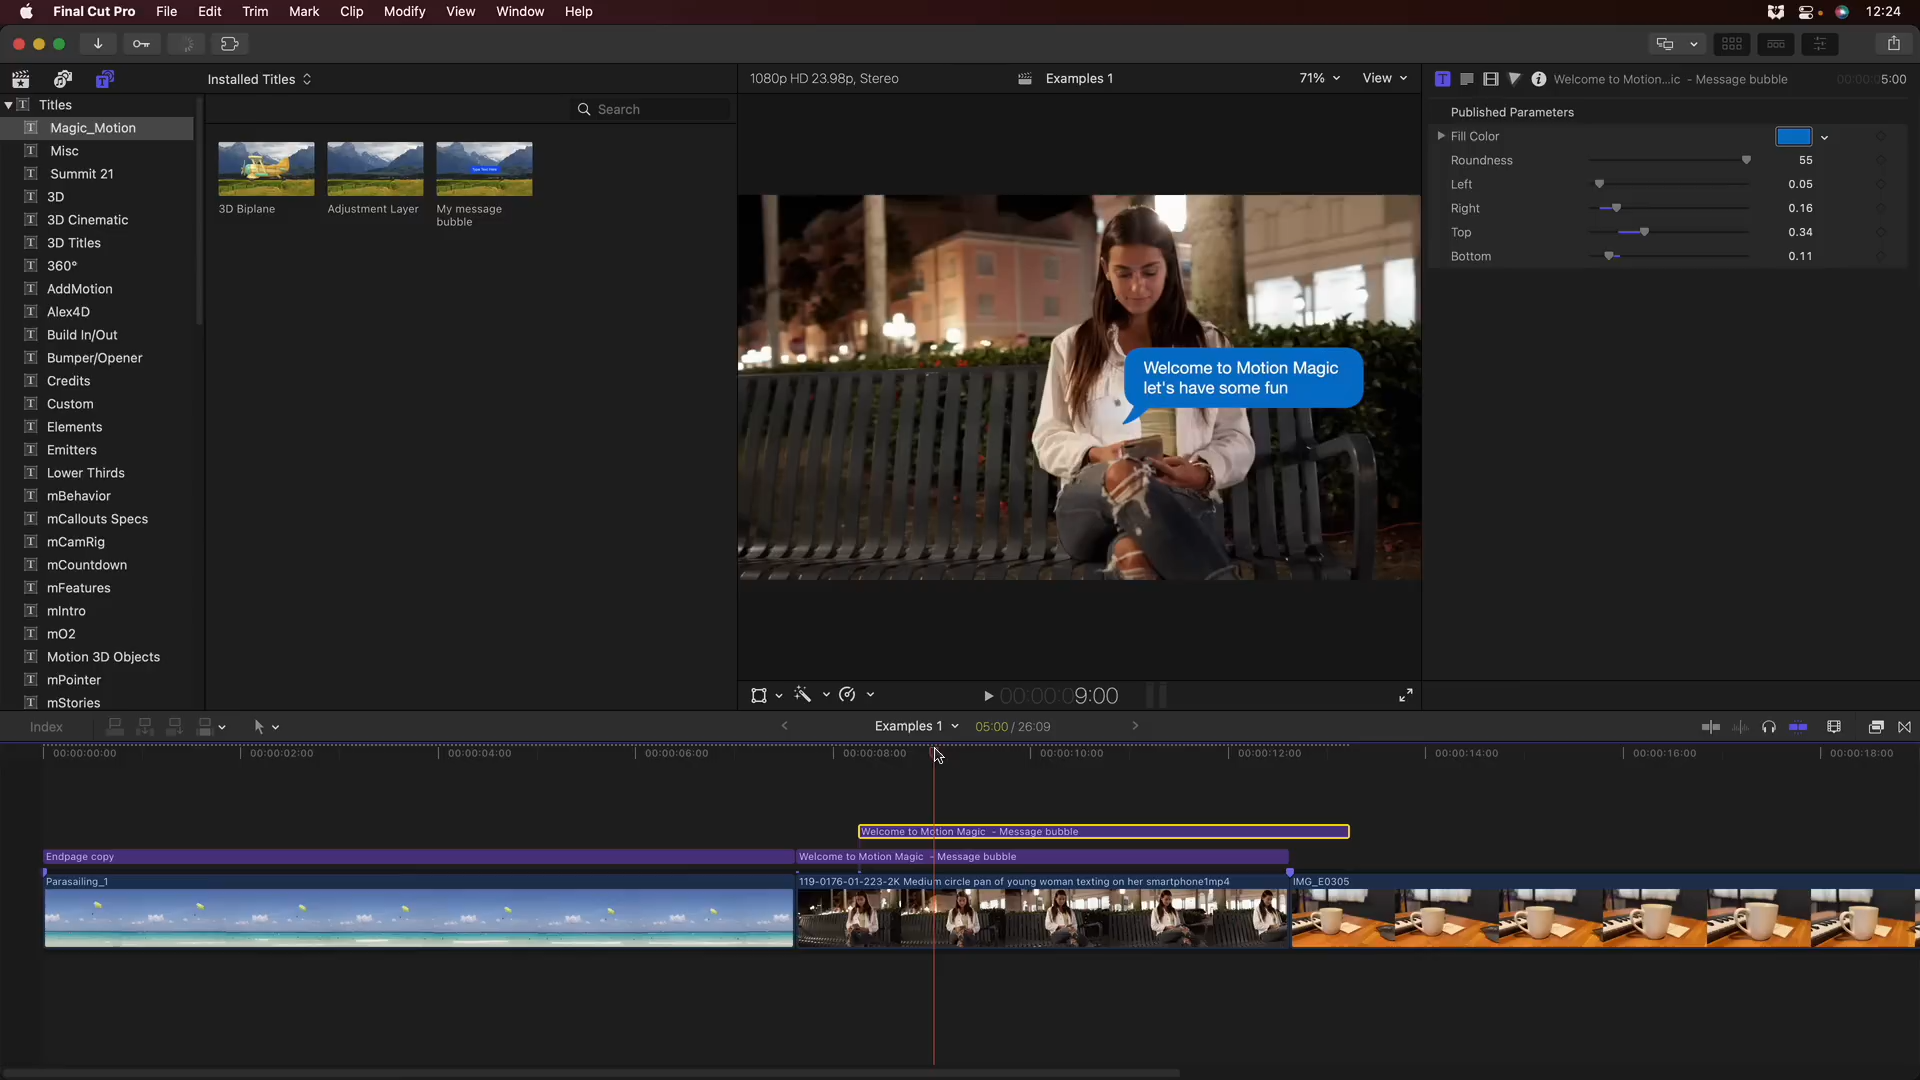 Final Cut Pro File Edit Trim Mark Clip Modify View Window Help 12:24
Installed Titles
1080p HD 23.98p, Stereo
Examples 1
71%
View
Welcome to Motion...ic - Message bubble
00:00:05:00
Titles
Magic_Motion
Misc
Summit 21
3D
3D Cinematic
3D Titles
360°
AddMotion
Alex4D
Build In/Out
Bumper/Opener
Credits
Custom
Elements
Emitters
Lower Thirds
mBehavior
mCallouts Specs
mCamRig
mCountdown
mFeatures
mIntro
mO2
Motion 3D Objects
mPointer
mStories
Search
3D Biplane
Adjustment Layer
My message
bubble
Type Text Here
Welcome to Motion Magic
let's have some fun
Published Parameters
Fill Color
Roundness 55
Left 0.05
Right 0.16
Top 0.34
Bottom 0.11
00:00:09:00
Index
Examples 1
05:00 / 26:09
00:00:00:00
00:00:02:00
00:00:04:00
00:00:06:00
00:00:08:00
00:00:10:00
00:00:12:00
00:00:14:00
00:00:16:00
00:00:18:00
Welcome to Motion Magic - Message bubble
Endpage copy
Welcome to Motion Magic - Message bubble
Parasailing_1
119-0176-01-223-2K Medium circle pan of young woman texting on her smartphone1mp4
IMG_E0305